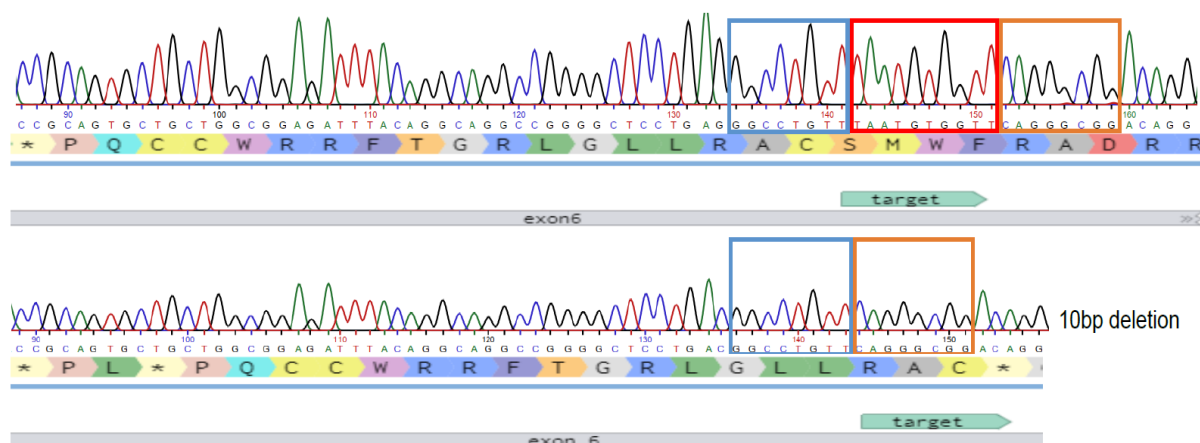 90 100 110 120 130 140 150 160
CCGCAGTGCTGCTGGCGGAGATTTACAGGCAGGCCGGGGCTCCTGAGGGCCTGTTTAATGTGGTTCAGGGCGGACAGG
* P Q C C W R R F T G R L G L L R A C S M W F R A D R R
target
exon6
10bp deletion
90 100 110 120 130 140 150
CCGCAGTGCTGCTGGCGGAGATTTACAGGCAGGCCGGGGCTCCTGACGGCCTGTTCAGGGCGGACAGG
* P L * P Q C C W R R F T G R L G L L R A C *
target
exon 6